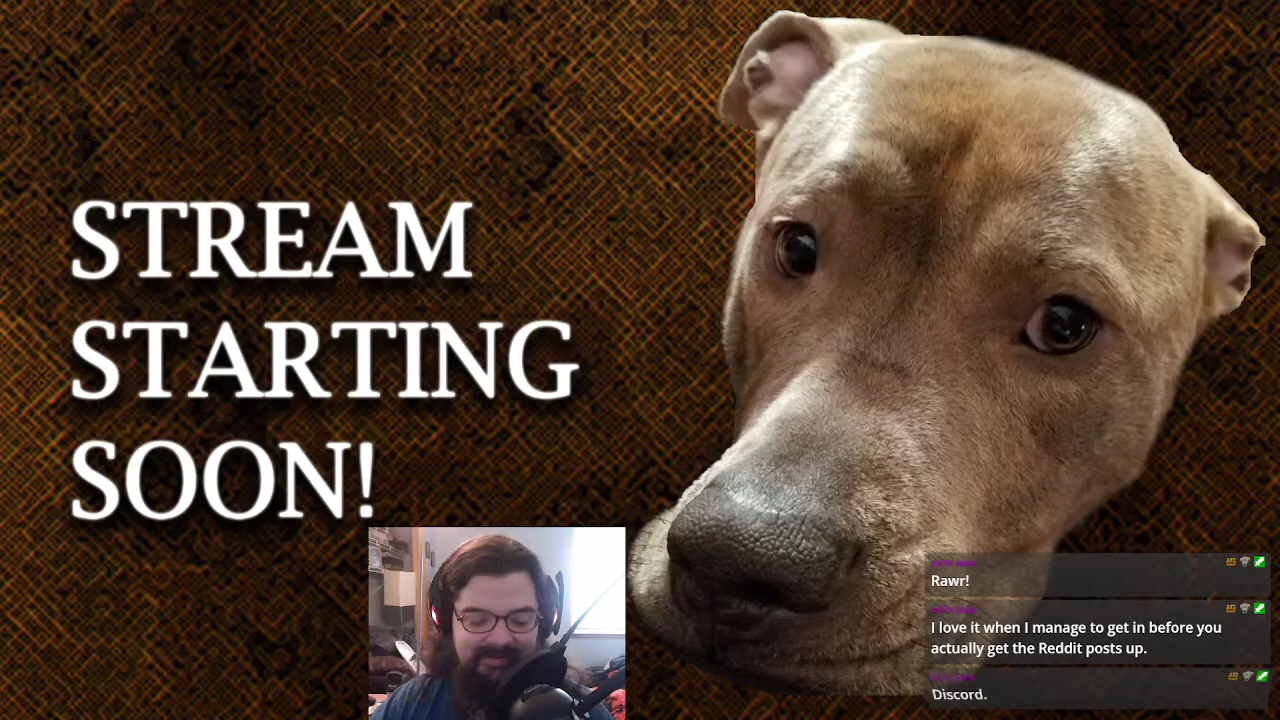 STREAM
STARTING
SOON!
Rawr!
I love it when I manage to get in before you
actually get the Reddit posts up.
Discord.